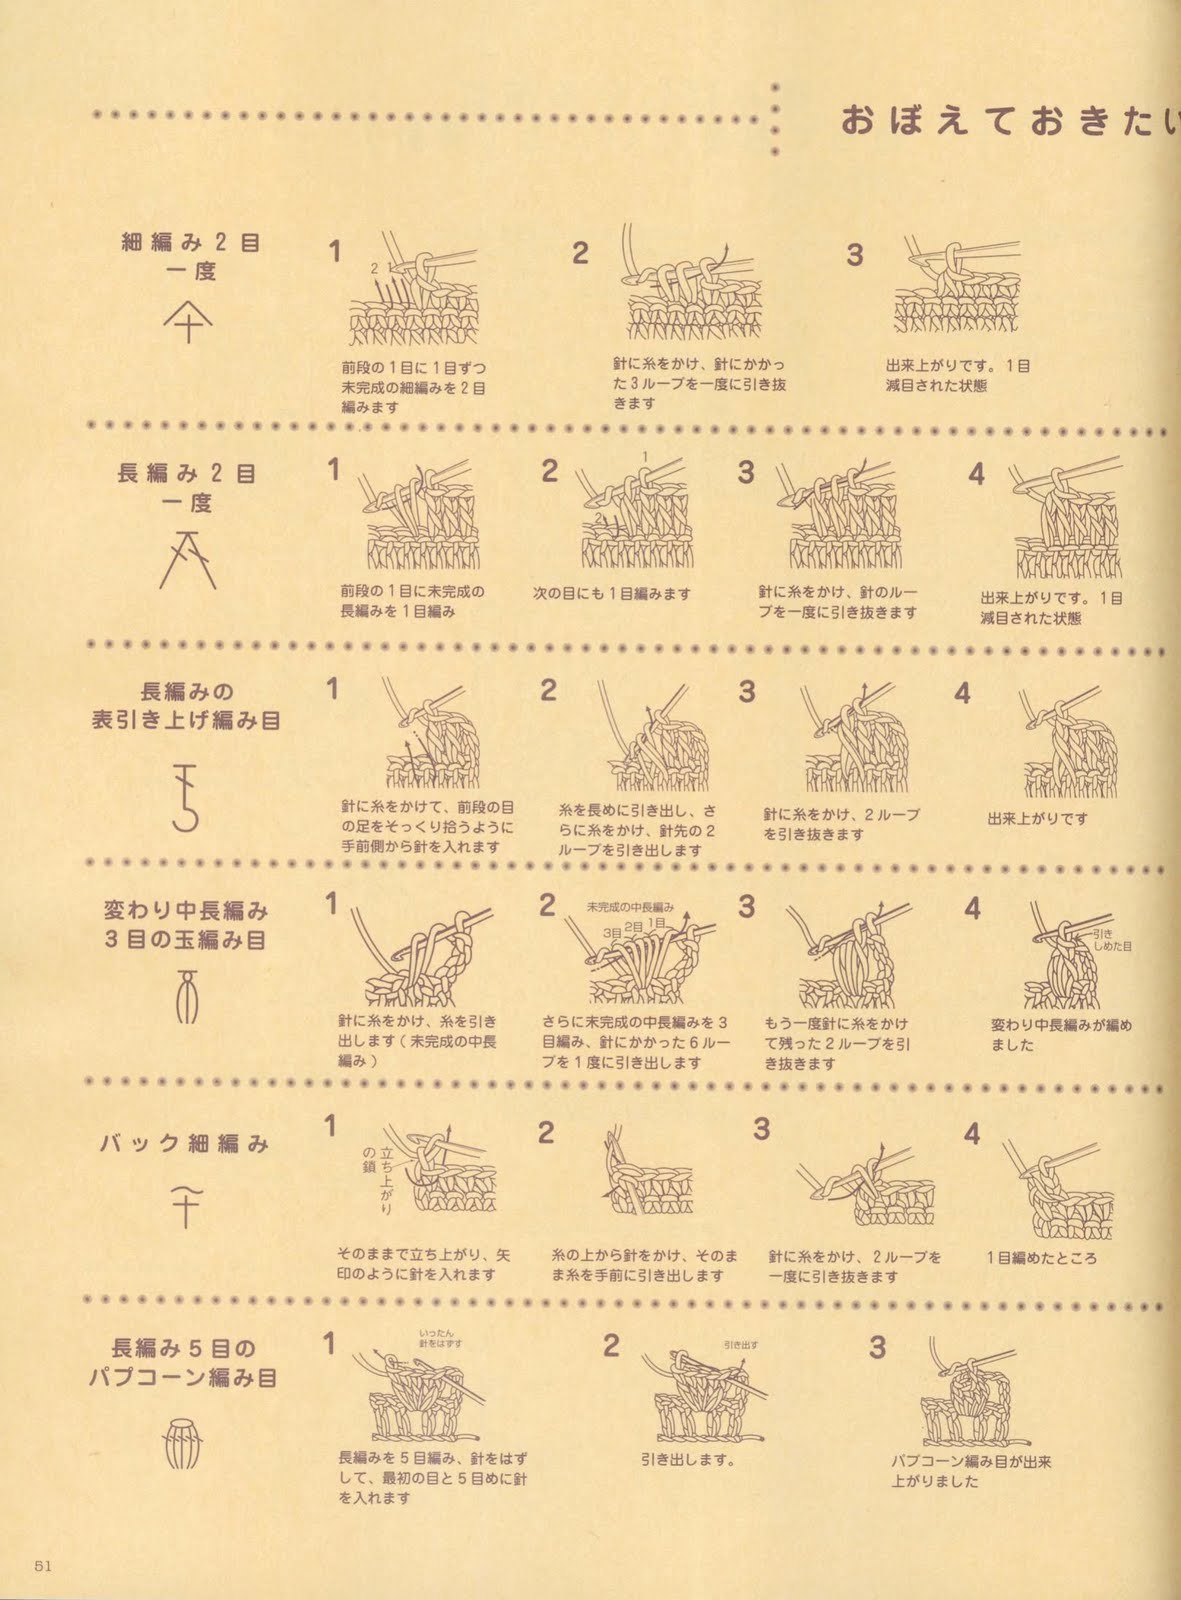 おぼえておきたい
細編み2目
一度
1
2 1
前段の1目に1目ずつ
未完成の細編みを2目
編みます
2
針に糸をかけ、針にかかっ
た3ループを一度に引き抜
きます
3
出来上がりです。1目
減目された状態
長編み2目
一度
1
前段の1目に未完成の
長編みを1目編み
2
1
2
次の目にも1目編みます
3
針に糸をかけ、針のルー
プを一度に引き抜きます
4
出来上がりです。1目
減目された状態
長編みの
表引き上げ編み目
1
針に糸をかけて、前段の目
の足をそっくり拾うように
手前側から針を入れます
2
糸を長めに引き出し、さ
らに糸をかけ、針先の2
ループを引き出します
3
針に糸をかけ、2ループ
を引き抜きます
4
出来上がりです
変わり中長編み
3目の玉編み目
1
針に糸をかけ、糸を引き
出します(未完成の中長
編み)
2
未完成の中長編み
3目 2目 1目
さらに未完成の中長編みを3
目編み、針にかかった6ルー
プを1度に引き出します
3
もう一度針に糸をかけ
て残った2ループを引
き抜きます
4
引き
しめた目
変わり中長編みが編め
ました
バック細編み
1
立ち上がり
の鎖
そのままで立ち上がり、矢
印のように針を入れます
2
糸の上から針をかけ、そのま
ま糸を手前に引き出します
3
針に糸をかけ、2ループを
一度に引き抜きます
4
1目編めたところ
長編み5目の
パプコーン編み目
1
いったん
針をはずす
長編みを5目編み、針をはず
して、最初の目と5目めに針
を入れます
2
引き出す
引き出します。
3
パプコーン編み目が出来
上がりました
51